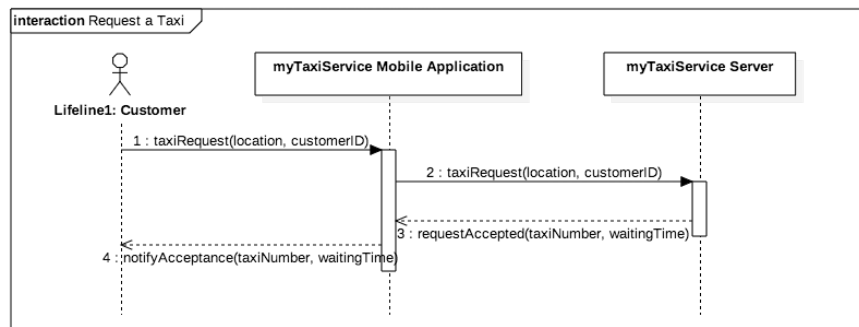 interaction Request a Taxi
myTaxiService Mobile Application
myTaxiService Server
Lifeline1: Customer
1 : taxiRequest(location, customerID)
2 : taxiRequest(location, customerID)
3 : requestAccepted(taxiNumber, waitingTime)
4 : notifyAcceptance(taxiNumber, waitingTime)